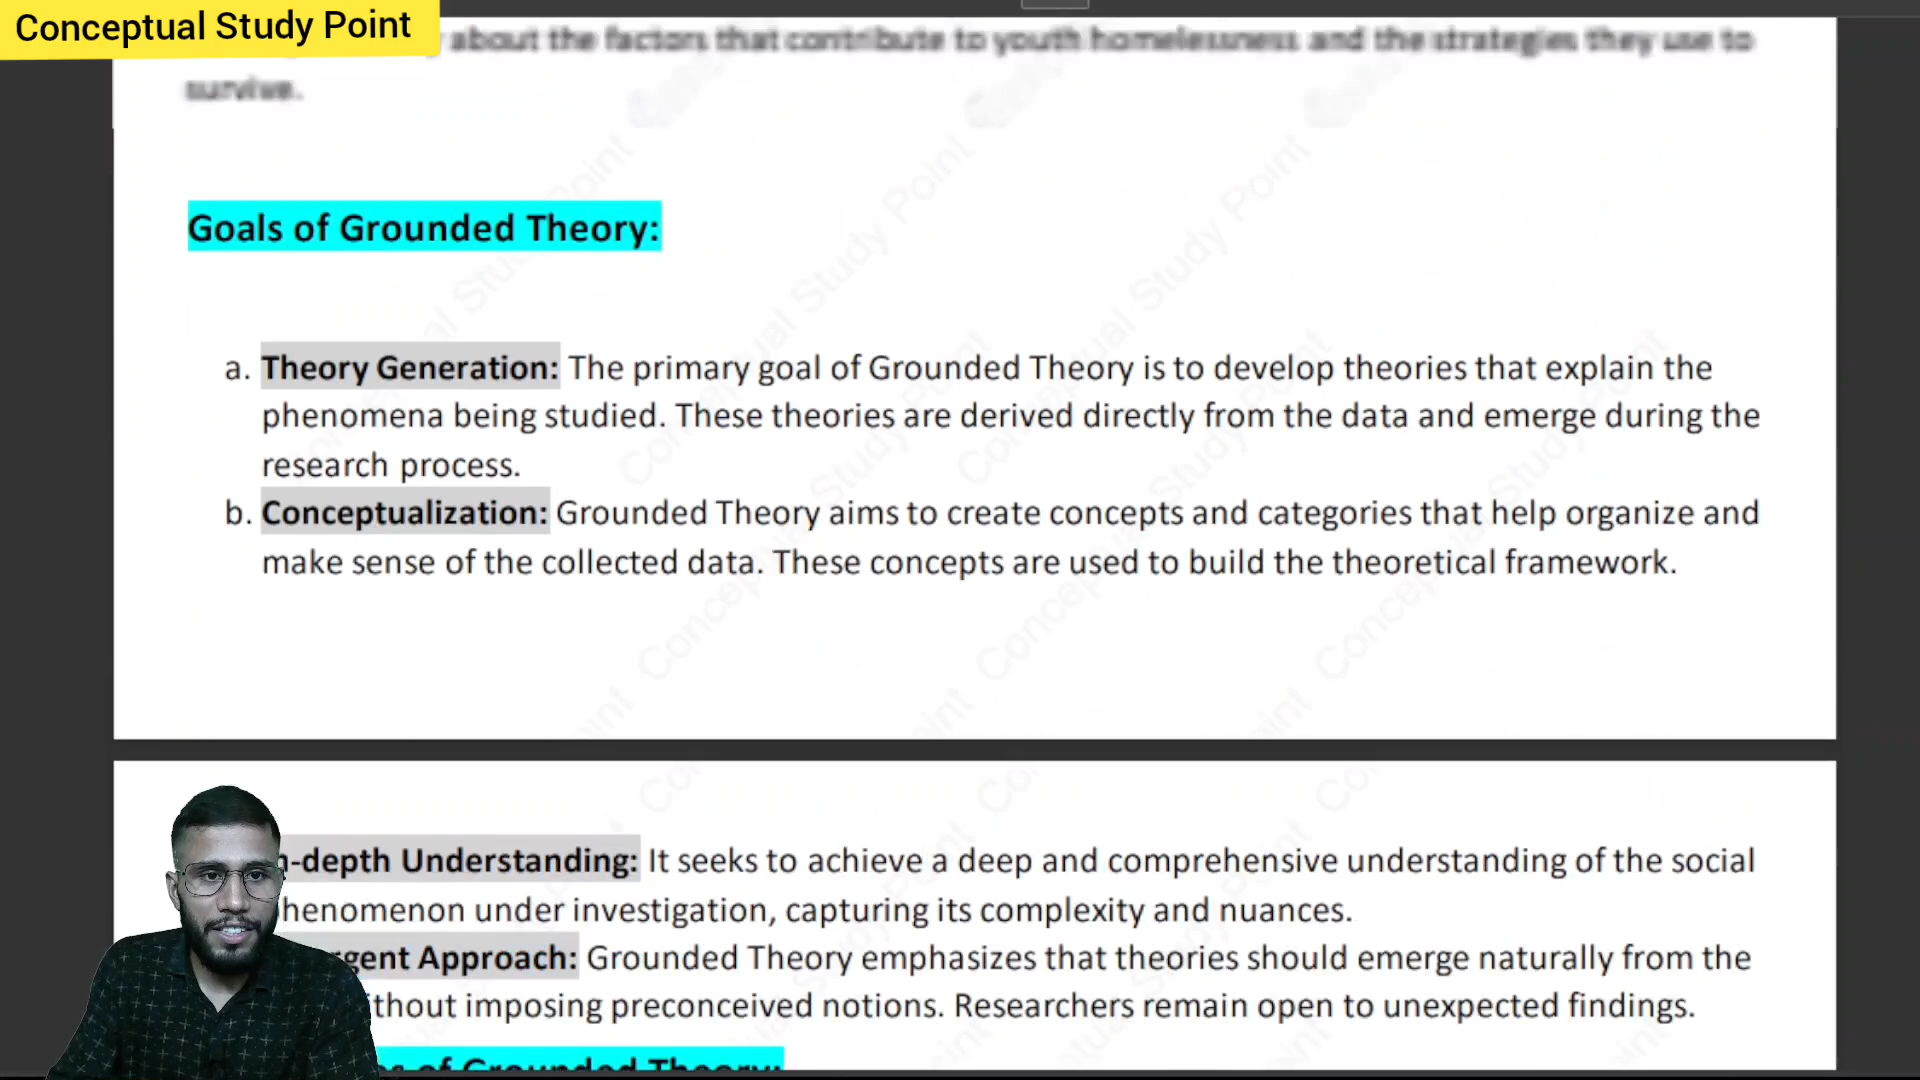 Conceptual Study Point
about the factors that contribute to youth homelessness and the strategies they use to
survive.
Goals of Grounded Theory:
a. Theory Generation: The primary goal of Grounded Theory is to develop theories that explain the
phenomena being studied. These theories are derived directly from the data and emerge during the
research process.
b. Conceptualization: Grounded Theory aims to create concepts and categories that help organize and
make sense of the collected data. These concepts are used to build the theoretical framework.
-depth Understanding: It seeks to achieve a deep and comprehensive understanding of the social
henomenon under investigation, capturing its complexity and nuances.
rgent Approach: Grounded Theory emphasizes that theories should emerge naturally from the
ithout imposing preconceived notions. Researchers remain open to unexpected findings.
of Grounded Theory: